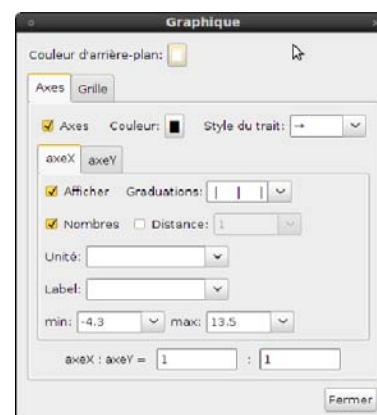 Graphique
Couleur d'arrière-plan:
Axes Grille
Axes Couleur: Style du trait:
axeX axeY
Afficher Graduations:
Nombres Distance: 1
Unité:
Label:
min: -4.3 max: 13.5
axeX : axeY = 1 : 1
Fermer